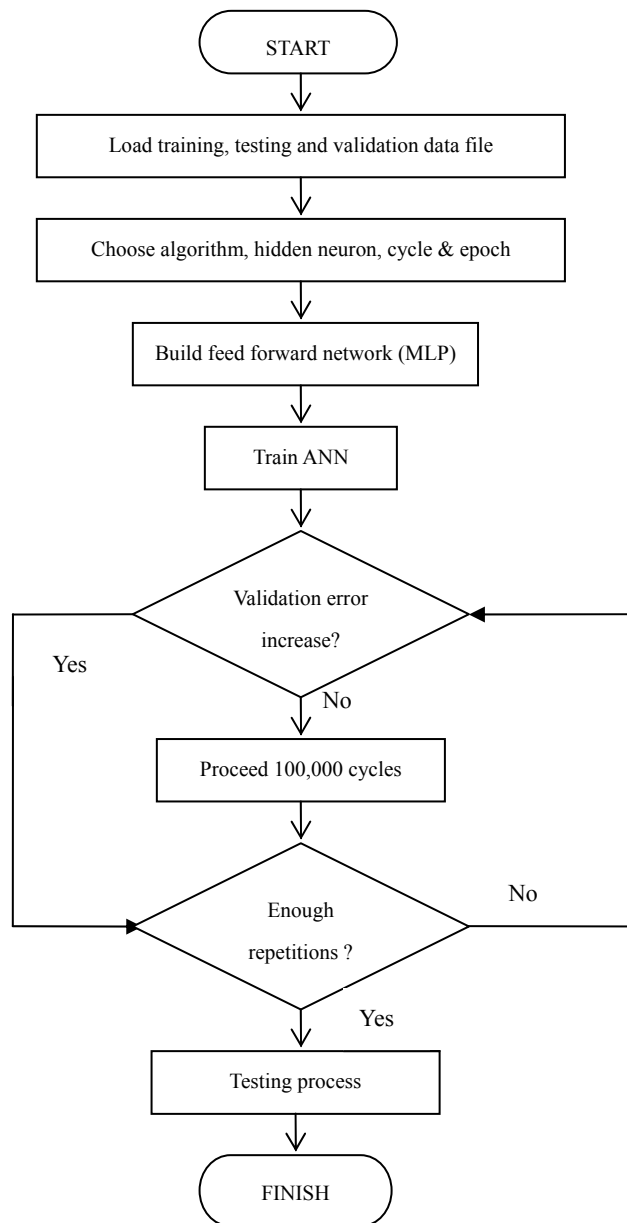 START
Load training, testing and validation data file
Choose algorithm, hidden neuron, cycle & epoch
Build feed forward network (MLP)
Train ANN
Validation error
increase?
Yes
No
Proceed 100,000 cycles
Enough
repetitions ?
No
Yes
Testing process
FINISH